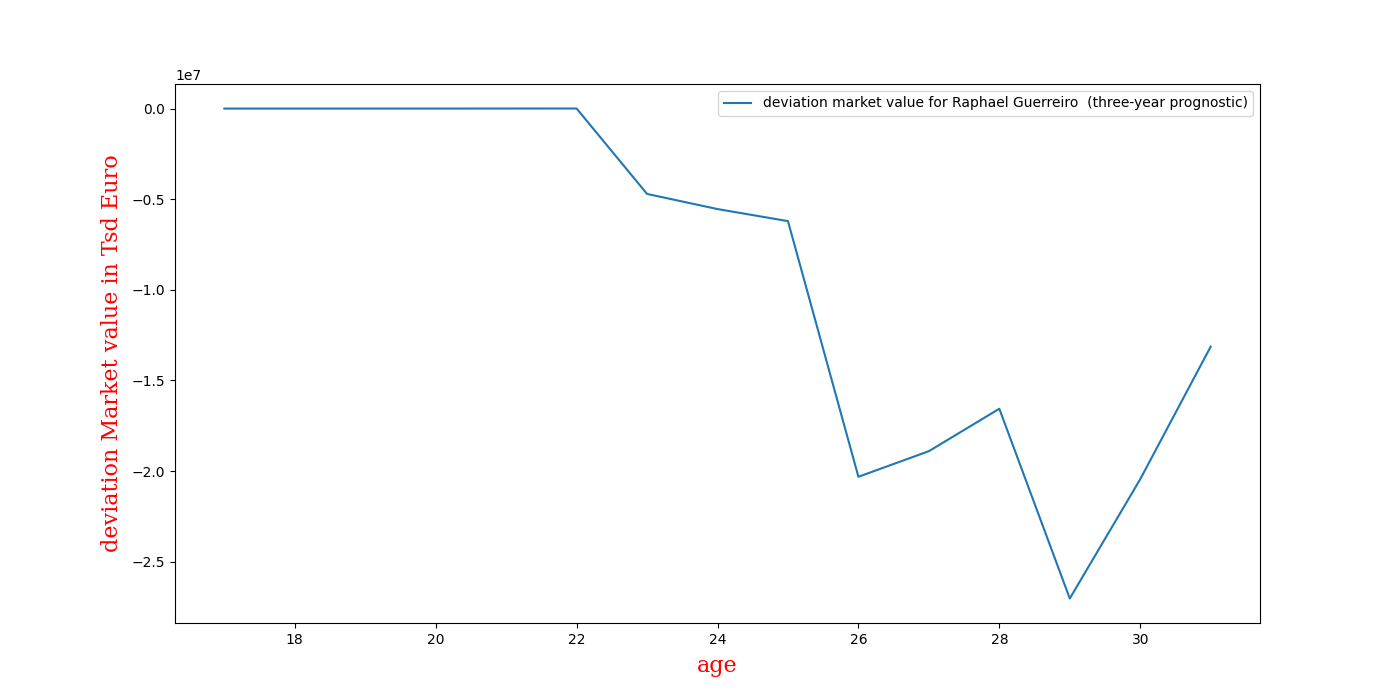 1e7
deviation market value for Raphael Guerreiro  (three-year prognostic)
0.0
−0.5
−1.0
−1.5
−2.0
−2.5
deviation Market value in Tsd Euro
18 20 22 24 26 28 30
age